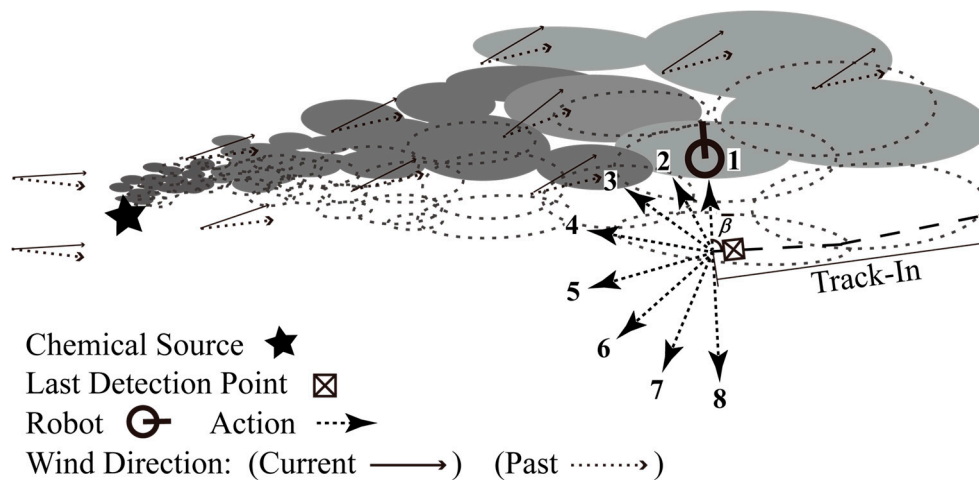 1
2
3
4
β̄
5
Track-In
6
7
8
Chemical Source
Last Detection Point
Robot Action
Wind Direction: (Current ) (Past )